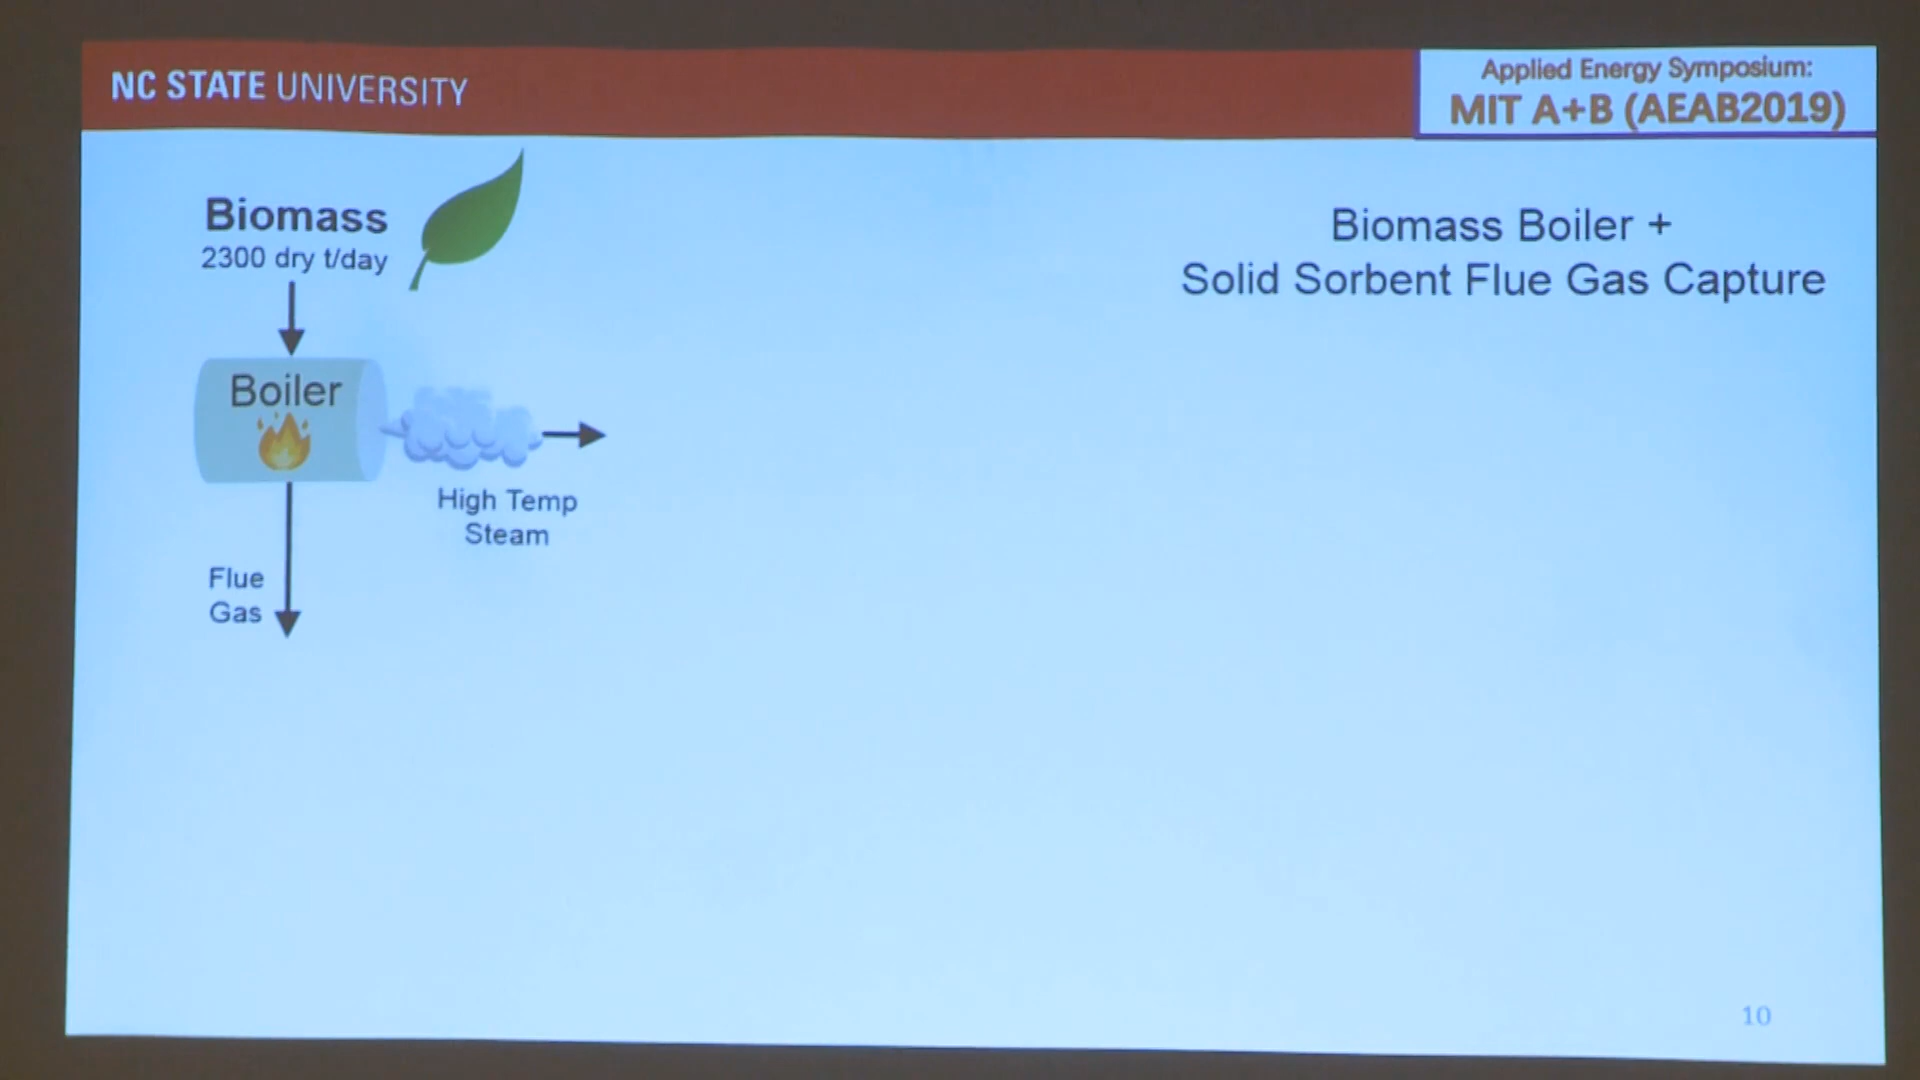 NC STATE UNIVERSITY
Applied Energy Symposium:
MIT A+B (AEAB2019)
Biomass
2300 dry t/day
Biomass Boiler +
Solid Sorbent Flue Gas Capture
Boiler
High Temp
Steam
Flue
Gas
10